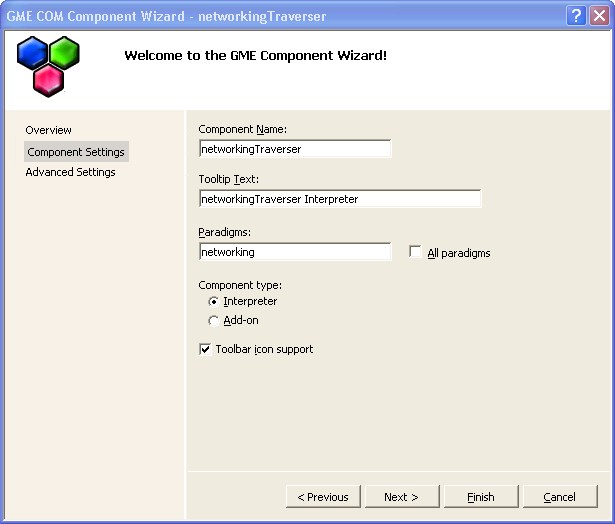 GME COM Component Wizard - networkingTraverser
Welcome to the GME Component Wizard!
Overview
Component Settings
Advanced Settings
Component Name:
networkingTraverser
Tooltip Text:
networkingTraverser Interpreter
Paradigms:
networking
All paradigms
Component type:
Interpreter
Add-on
Toolbar icon support
< Previous
Next >
Finish
Cancel